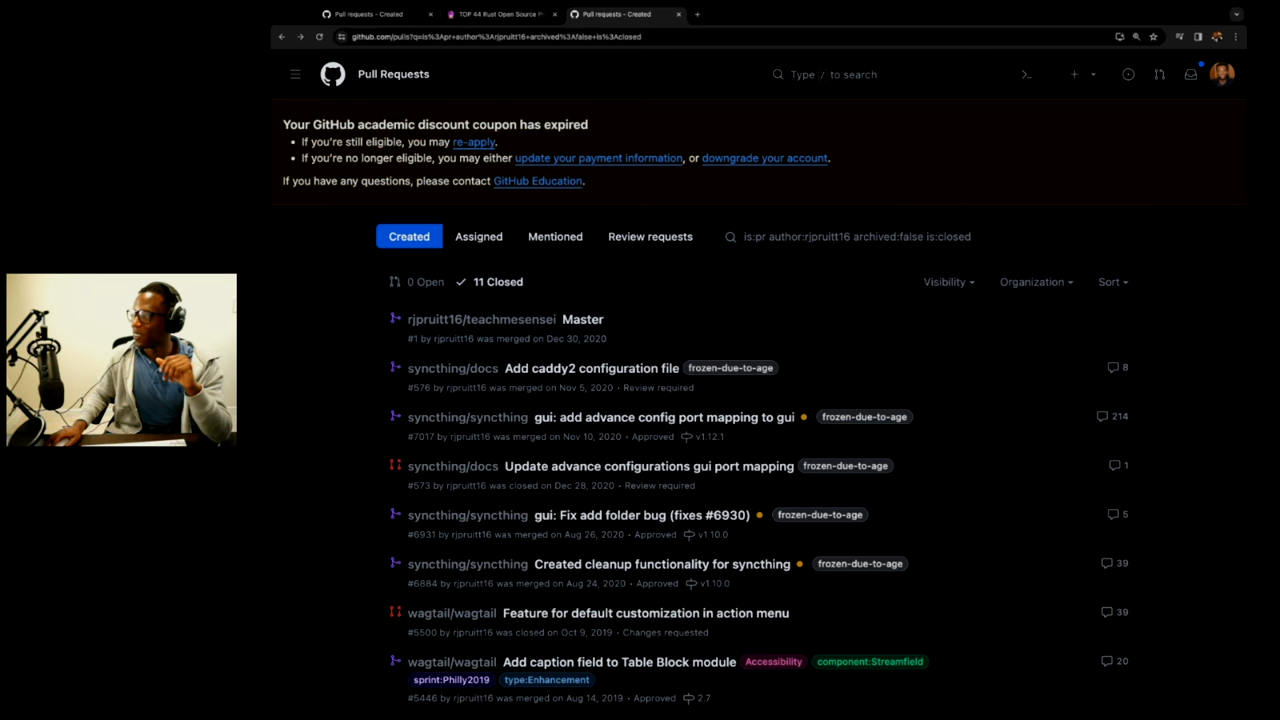 Pull requests - Created
TOP 44 Rust Open Source Pr
Pull requests - Created
github.com/pulls?q=is%3Apr+author%3Arjpruitt16+archived%3Afalse+is%3Aclosed
Pull Requests
Type / to search
Your GitHub academic discount coupon has expired
• If you're still eligible, you may re-apply.
• If you're no longer eligible, you may either update your payment information, or downgrade your account.
If you have any questions, please contact GitHub Education.
Created Assigned Mentioned Review requests is:pr author:rjpruitt16 archived:false is:closed
0 Open 11 Closed Visibility Organization Sort
rjpruitt16/teachmesensei Master
#1 by rjpruitt16 was merged on Dec 30, 2020
syncthing/docs Add caddy2 configuration file frozen-due-to-age 8
#576 by rjpruitt16 was merged on Nov 5, 2020 • Review required
syncthing/syncthing gui: add advance config port mapping to gui frozen-due-to-age 214
#7017 by rjpruitt16 was merged on Nov 10, 2020 • Approved v1.12.1
syncthing/docs Update advance configurations gui port mapping frozen-due-to-age 1
#573 by rjpruitt16 was closed on Dec 28, 2020 • Review required
syncthing/syncthing gui: Fix add folder bug (fixes #6930) frozen-due-to-age 5
#6931 by rjpruitt16 was merged on Aug 26, 2020 • Approved v1.10.0
syncthing/syncthing Created cleanup functionality for syncthing frozen-due-to-age 39
#6884 by rjpruitt16 was merged on Aug 24, 2020 • Approved v1.10.0
wagtail/wagtail Feature for default customization in action menu 39
#5500 by rjpruitt16 was closed on Oct 9, 2019 • Changes requested
wagtail/wagtail Add caption field to Table Block module Accessibility component:Streamfield 20
sprint:Philly2019 type:Enhancement
#5446 by rjpruitt16 was merged on Aug 14, 2019 • Approved 2.7